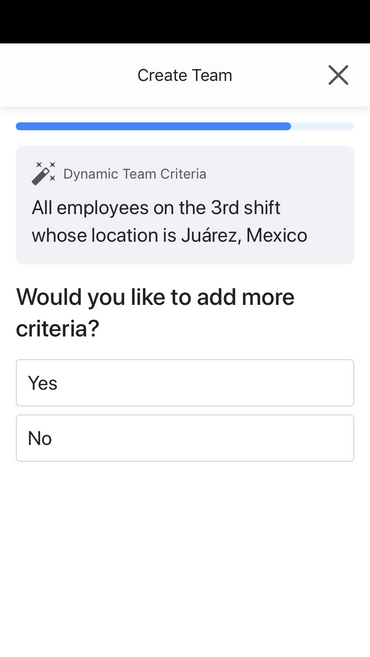 Create Team
Dynamic Team Criteria
All employees on the 3rd shift
whose location is Juárez, Mexico
Would you like to add more
criteria?
Yes
No